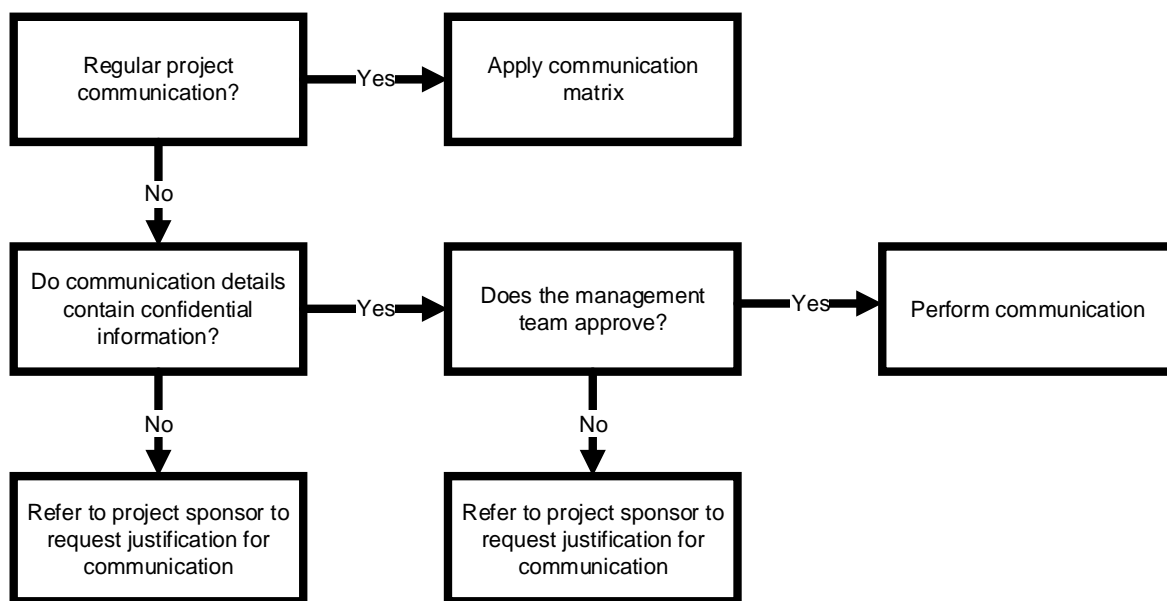 Regular project
communication?
Yes
Apply communication
matrix
No
Do communication details
contain confidential
information?
Yes
Does the management
team approve?
Yes
Perform communication
No
No
Refer to project sponsor to
request justification for
communication
Refer to project sponsor to
request justification for
communication